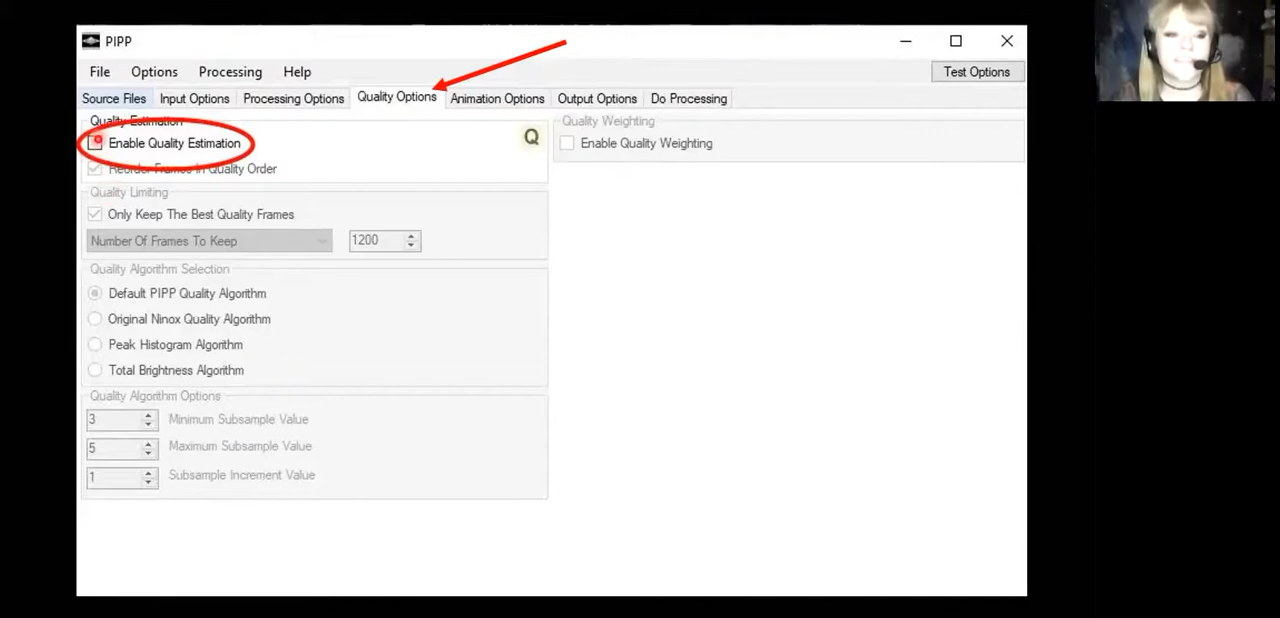 PIPP
File Options Processing Help
Test Options
Source Files Input Options Processing Options Quality Options Animation Options Output Options Do Processing
Quality Estimation
Enable Quality Estimation
Q
Reorder Frames In Quality Order
Quality Weighting
Enable Quality Weighting
Quality Limiting
Only Keep The Best Quality Frames
Number Of Frames To Keep 1200
Quality Algorithm Selection
Default PIPP Quality Algorithm
Original Ninox Quality Algorithm
Peak Histogram Algorithm
Total Brightness Algorithm
Quality Algorithm Options
3 Minimum Subsample Value
5 Maximum Subsample Value
1 Subsample Increment Value